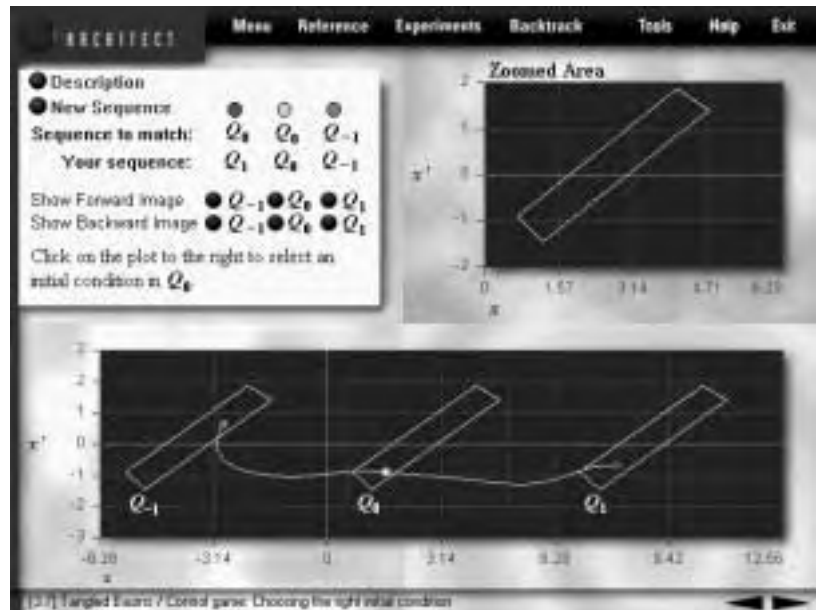 ARCHITECT
Menu Reference Experiments Backtrack Tools Help Exit
Description
New Sequence
Sequence to match: Q₀ Q₀ Q₋₁
Your sequence: Q₁ Q₀ Q₋₁
Show Forward Image Q₋₁ Q₀ Q₁
Show Backward Image Q₋₁ Q₀ Q₁
Click on the plot to the right to select an
initial condition in Q₀.
Zoomed Area
2
1
x'
0
-1
-2
0 1.57 3.14 4.71 6.28
x
3
2
1
x'
0
-1
-2
-3
Q₋₁ Q₀ Q₁
-6.28 -3.14 0 3.14 6.28 9.42 12.56
x
Tangled Basins / Control game: Choosing the right initial condition